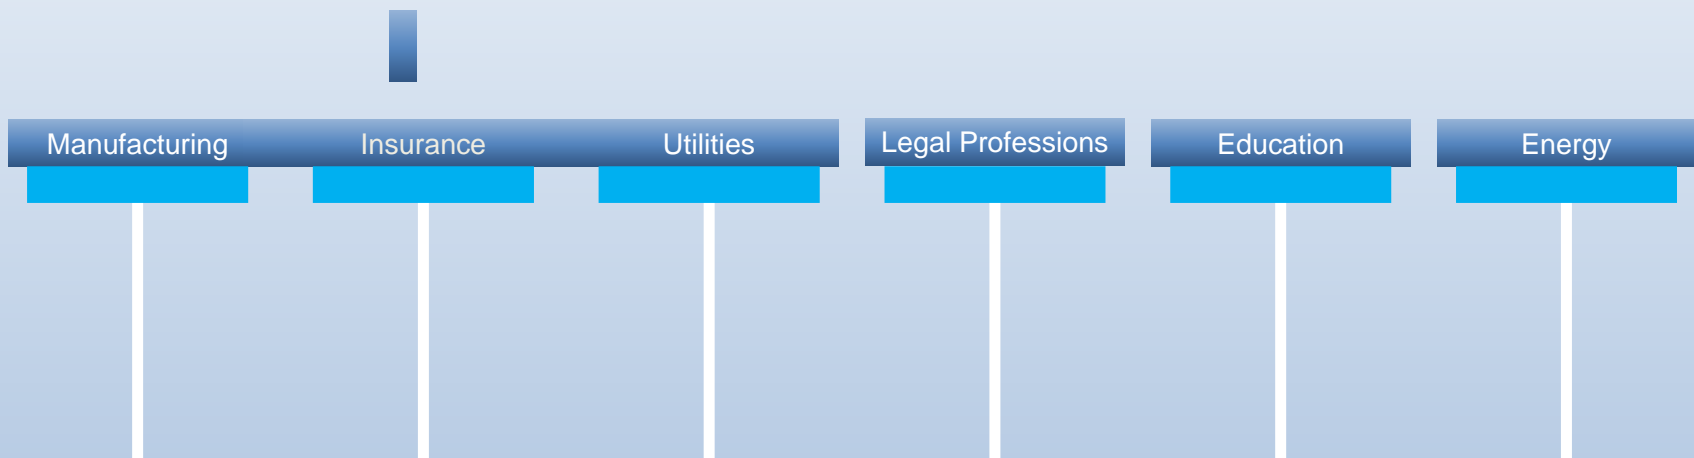 Manufacturing
Insurance
Utilities
Legal Professions
Education
Energy